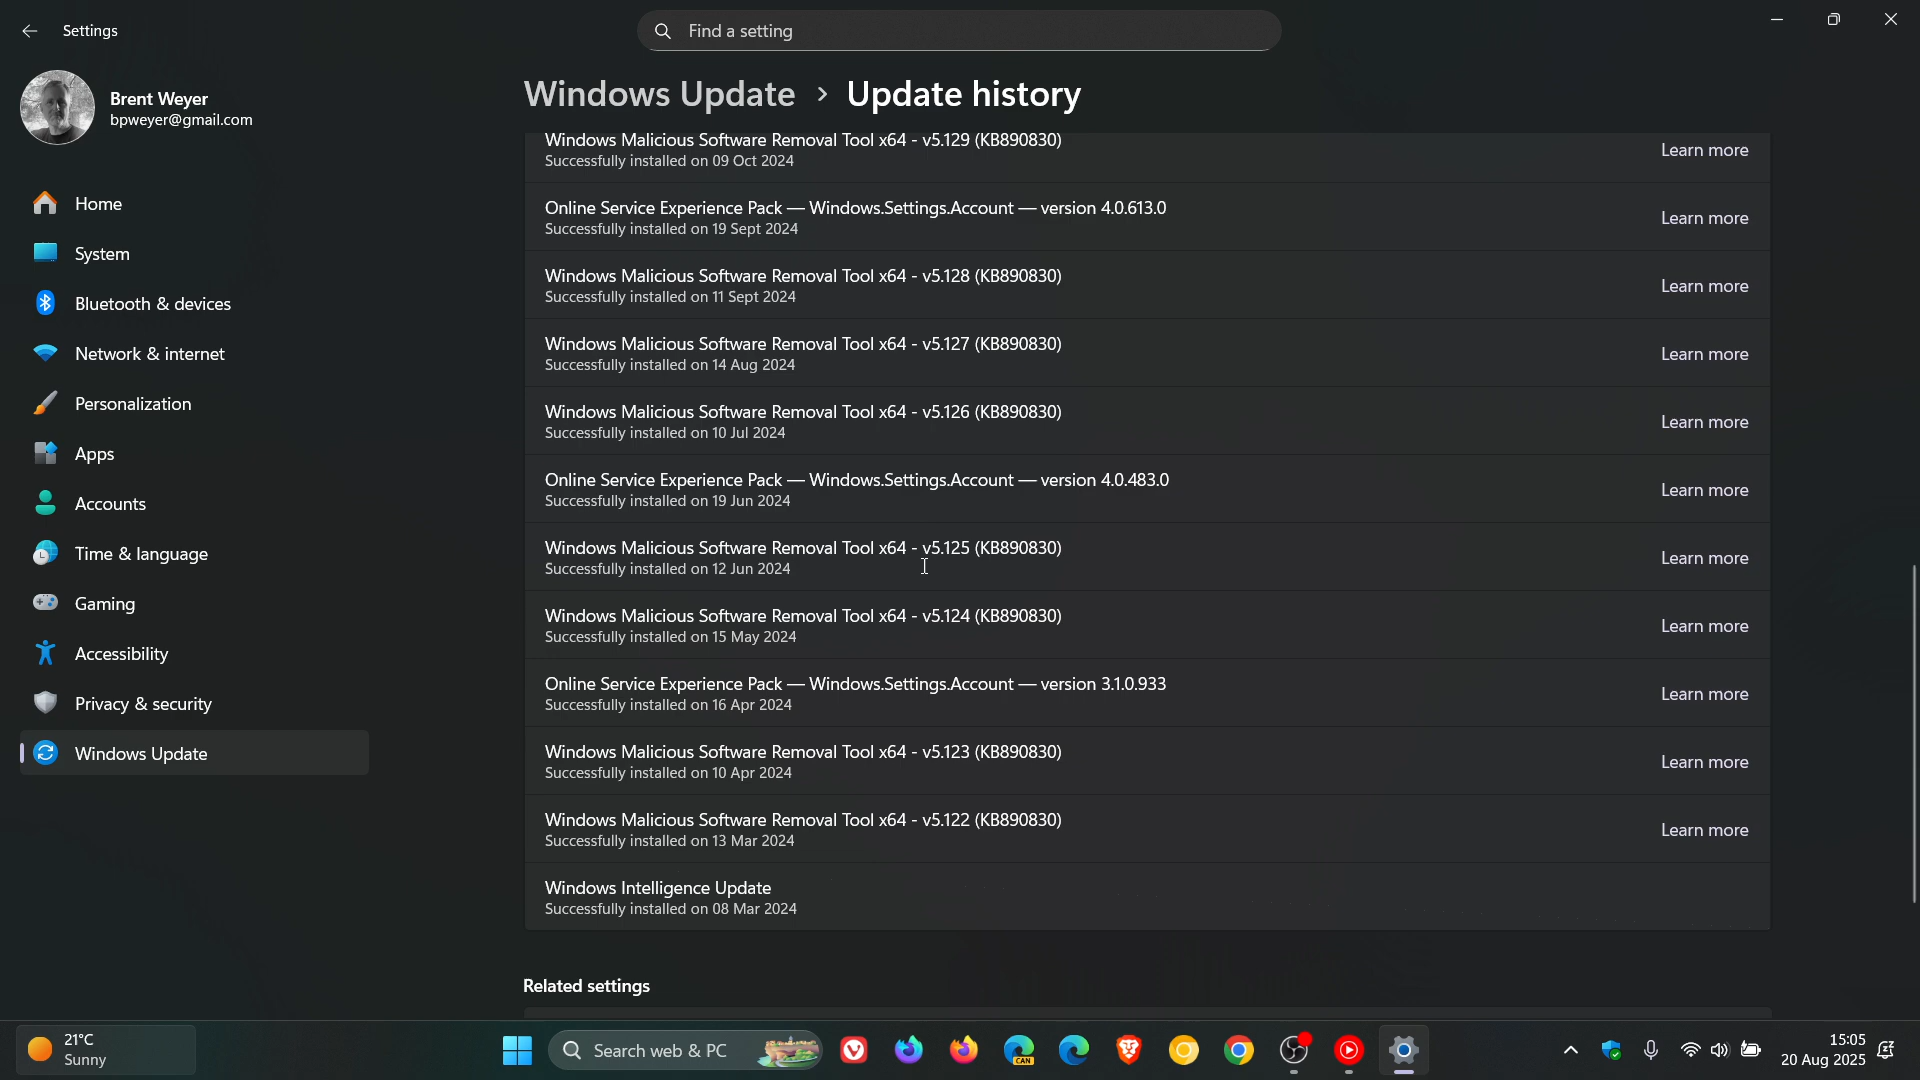 Settings
Find a setting
Brent Weyer
bpweyer@gmail.com
Home
System
Bluetooth & devices
Network & internet
Personalization
Apps
Accounts
Time & language
Gaming
Accessibility
Privacy & security
Windows Update
Windows Update > Update history
Windows Malicious Software Removal Tool x64 - v5.129 (KB890830)
Successfully installed on 09 Oct 2024
Learn more
Online Service Experience Pack — Windows.Settings.Account — version 4.0.613.0
Successfully installed on 19 Sept 2024
Learn more
Windows Malicious Software Removal Tool x64 - v5.128 (KB890830)
Successfully installed on 11 Sept 2024
Learn more
Windows Malicious Software Removal Tool x64 - v5.127 (KB890830)
Successfully installed on 14 Aug 2024
Learn more
Windows Malicious Software Removal Tool x64 - v5.126 (KB890830)
Successfully installed on 10 Jul 2024
Learn more
Online Service Experience Pack — Windows.Settings.Account — version 4.0.483.0
Successfully installed on 19 Jun 2024
Learn more
Windows Malicious Software Removal Tool x64 - v5.125 (KB890830)
Successfully installed on 12 Jun 2024
Learn more
Windows Malicious Software Removal Tool x64 - v5.124 (KB890830)
Successfully installed on 15 May 2024
Learn more
Online Service Experience Pack — Windows.Settings.Account — version 3.1.0.933
Successfully installed on 16 Apr 2024
Learn more
Windows Malicious Software Removal Tool x64 - v5.123 (KB890830)
Successfully installed on 10 Apr 2024
Learn more
Windows Malicious Software Removal Tool x64 - v5.122 (KB890830)
Successfully installed on 13 Mar 2024
Learn more
Windows Intelligence Update
Successfully installed on 08 Mar 2024
Related settings
21°C
Sunny
Search web & PC
CAN
15:05
20 Aug 2025